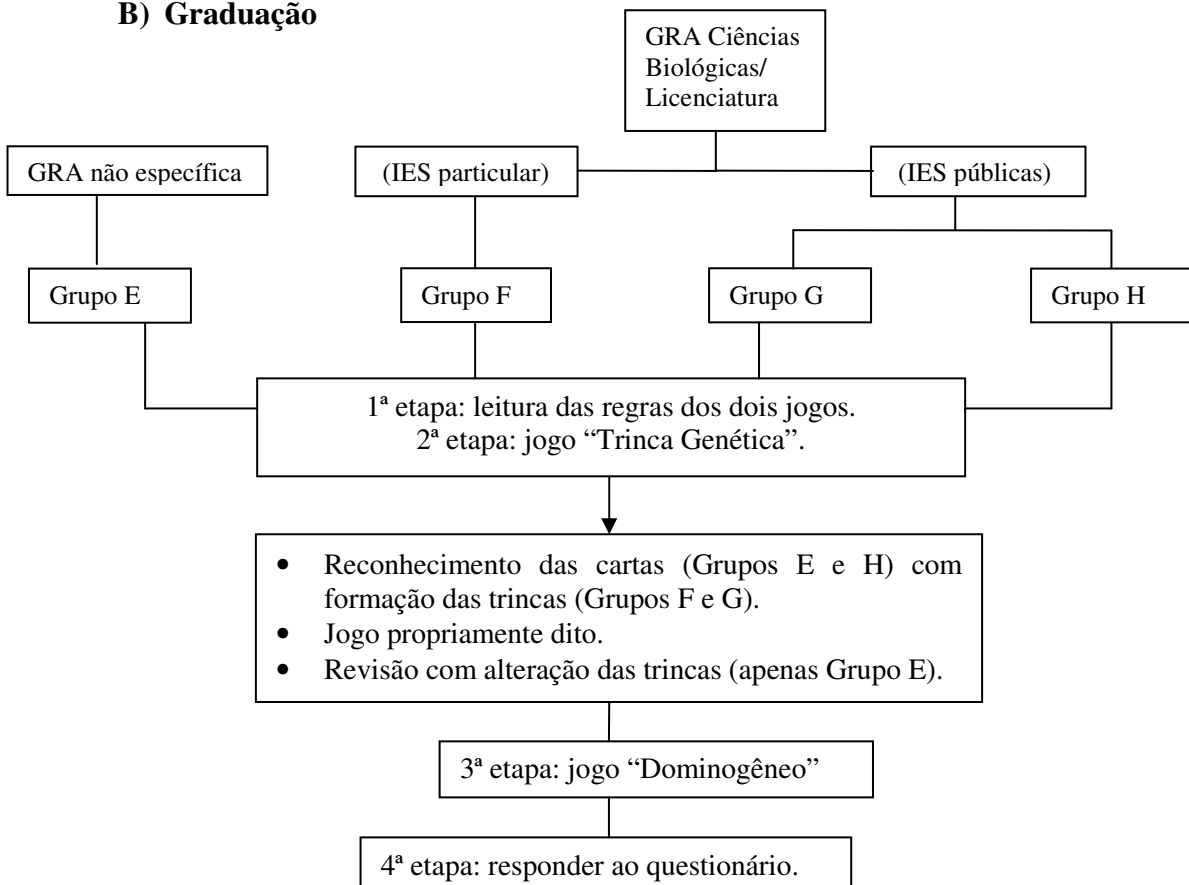 B) Graduação
GRA Ciências
Biológicas/
Licenciatura
GRA não específica
(IES particular)
(IES públicas)
Grupo E
Grupo F
Grupo G
Grupo H
1ª etapa: leitura das regras dos dois jogos.
2ª etapa: jogo “Trinca Genética”.
• Reconhecimento das cartas (Grupos E e H) com
formação das trincas (Grupos F e G).
• Jogo propriamente dito.
• Revisão com alteração das trincas (apenas Grupo E).
3ª etapa: jogo “Dominogêneo”
4ª etapa: responder ao questionário.